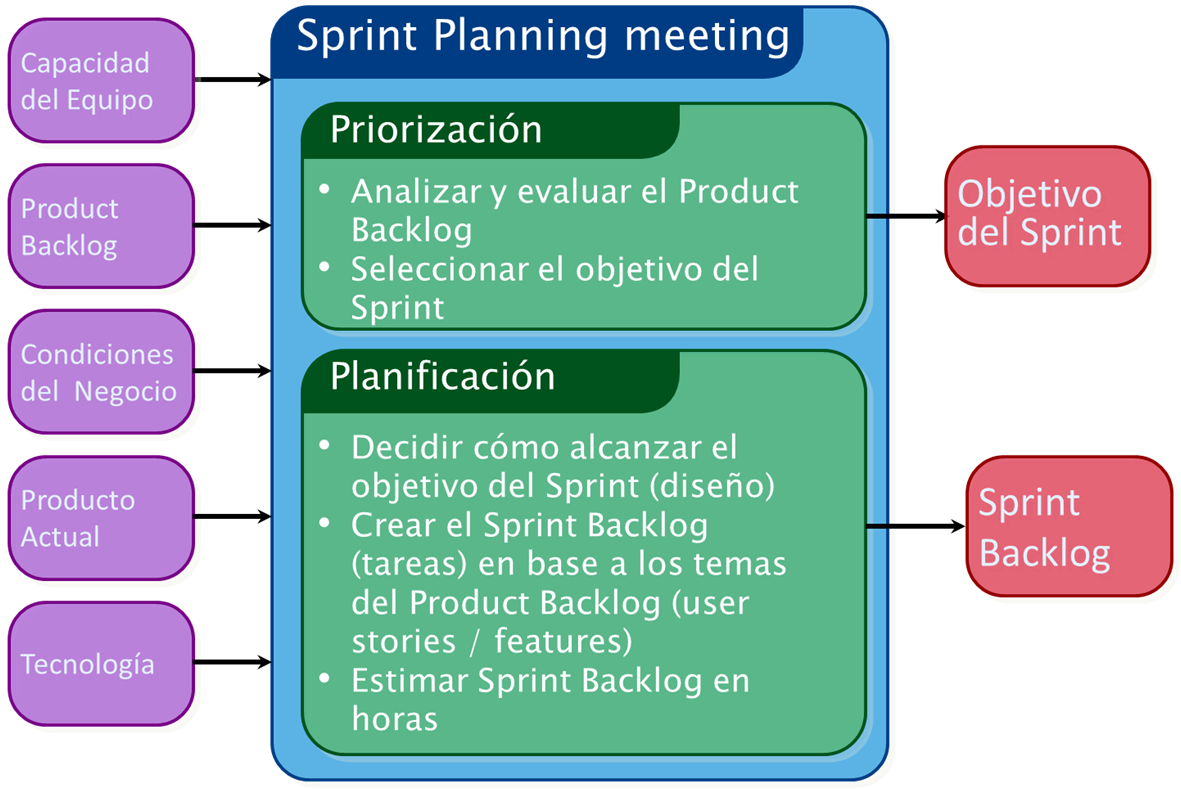 Capacidad
del Equipo
Product
Backlog
Condiciones
del Negocio
Producto
Actual
Tecnología
Sprint Planning meeting
Priorización
• Analizar y evaluar el Product
Backlog
• Seleccionar el objetivo del
Sprint
Planificación
• Decidir cómo alcanzar el
objetivo del Sprint (diseño)
• Crear el Sprint Backlog
(tareas) en base a los temas
del Product Backlog (user
stories / features)
• Estimar Sprint Backlog en
horas
Objetivo
del Sprint
Sprint
Backlog